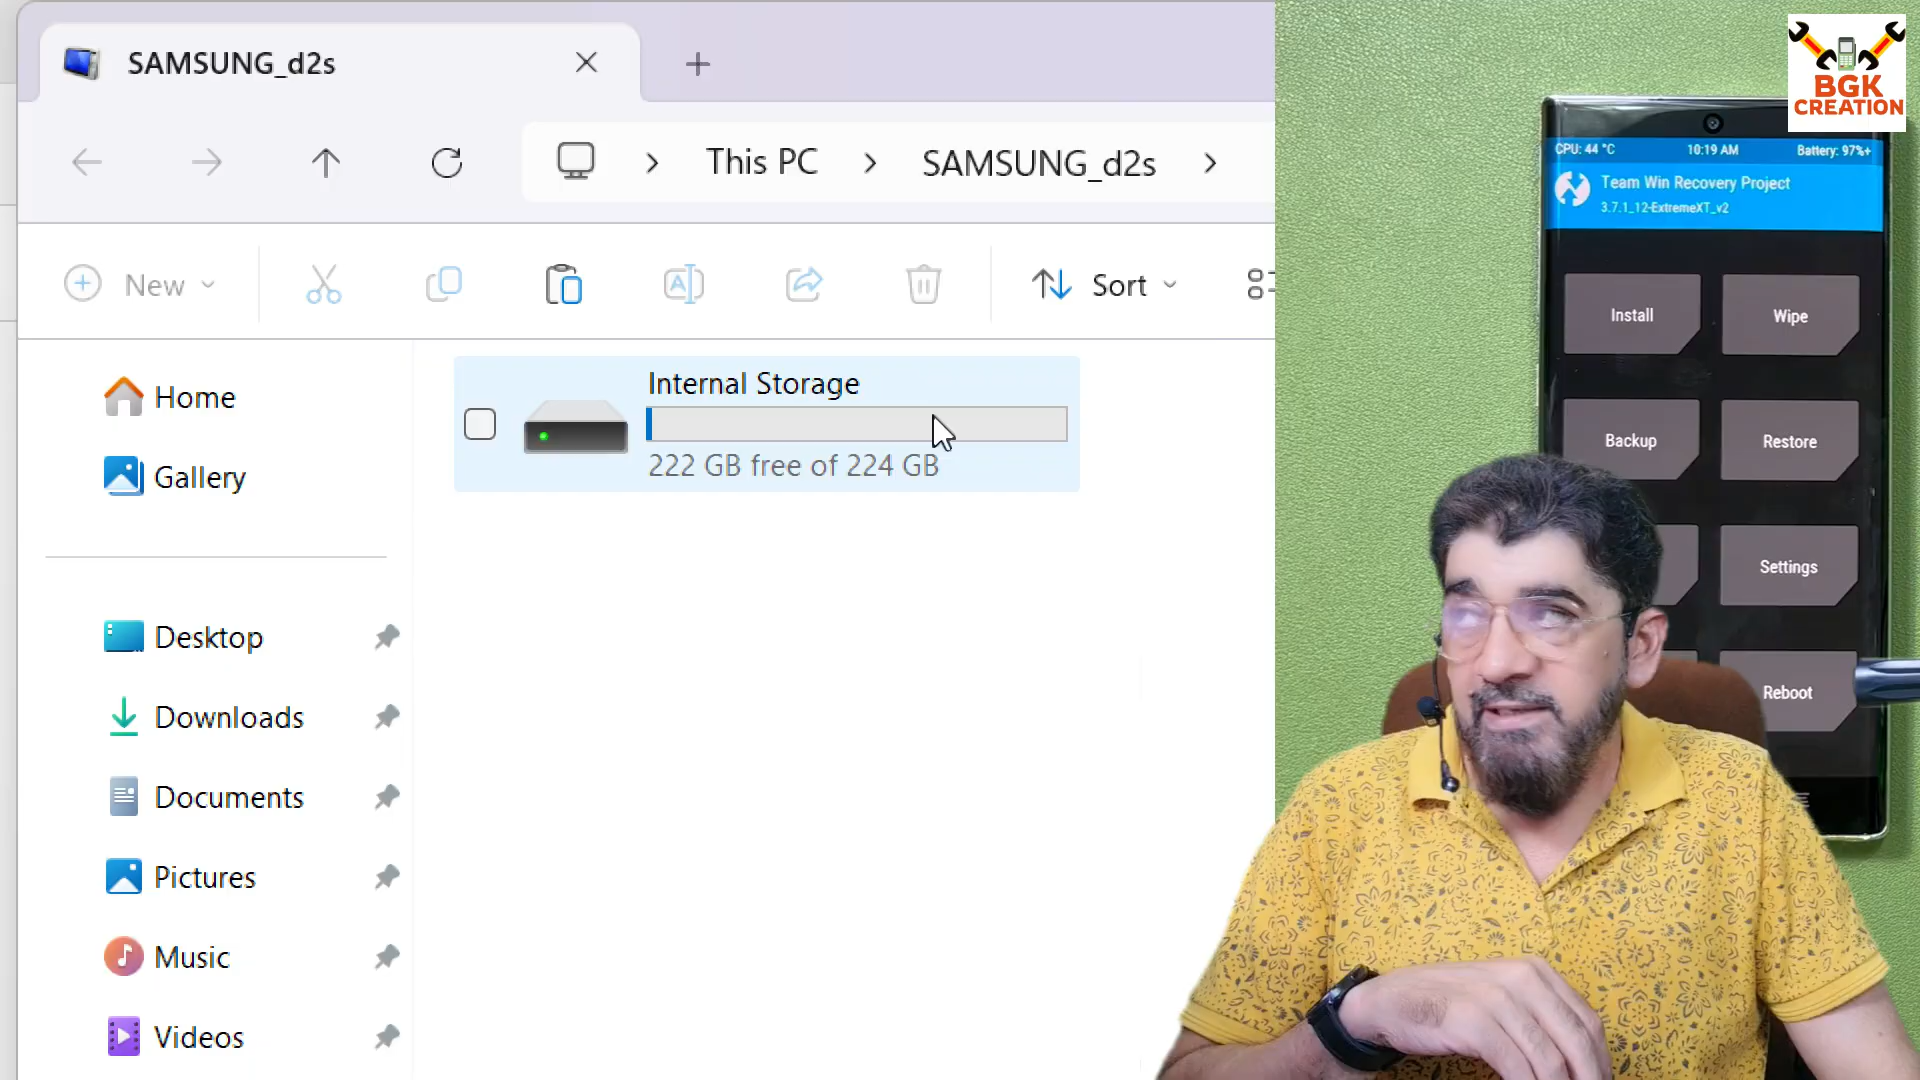 SAMSUNG_d2s
This PC
SAMSUNG_d2s
New
Sort
Home
Gallery
Desktop
Downloads
Documents
Pictures
Music
Videos
Internal Storage
222 GB free of 224 GB
BGK
CREATION
CPU: 44 °C
10:19 AM
Battery: 97%+
Team Win Recovery Project
3.7.1_12-ExtremeXT_v2
Install
Wipe
Backup
Restore
Settings
Reboot